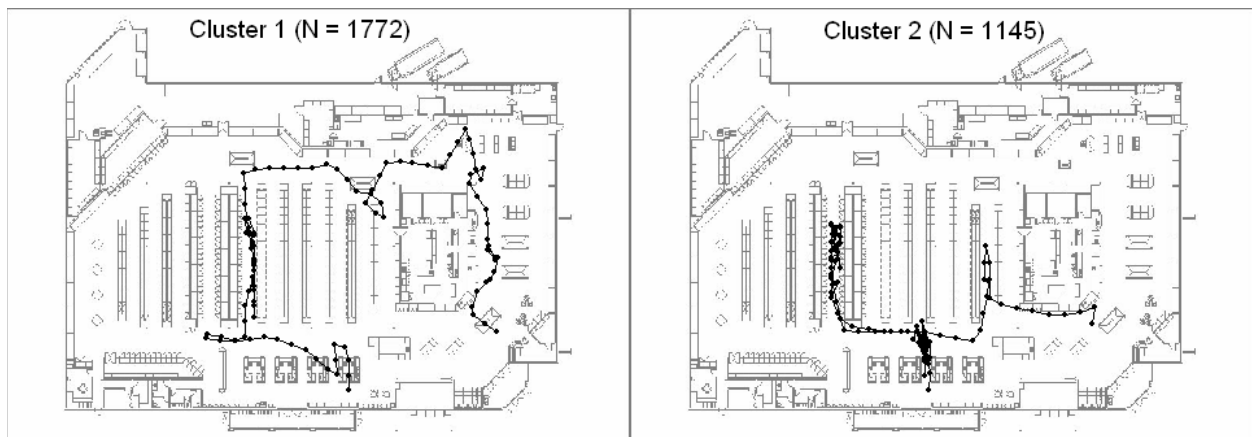 Cluster 1 (N = 1772)
Cluster 2 (N = 1145)